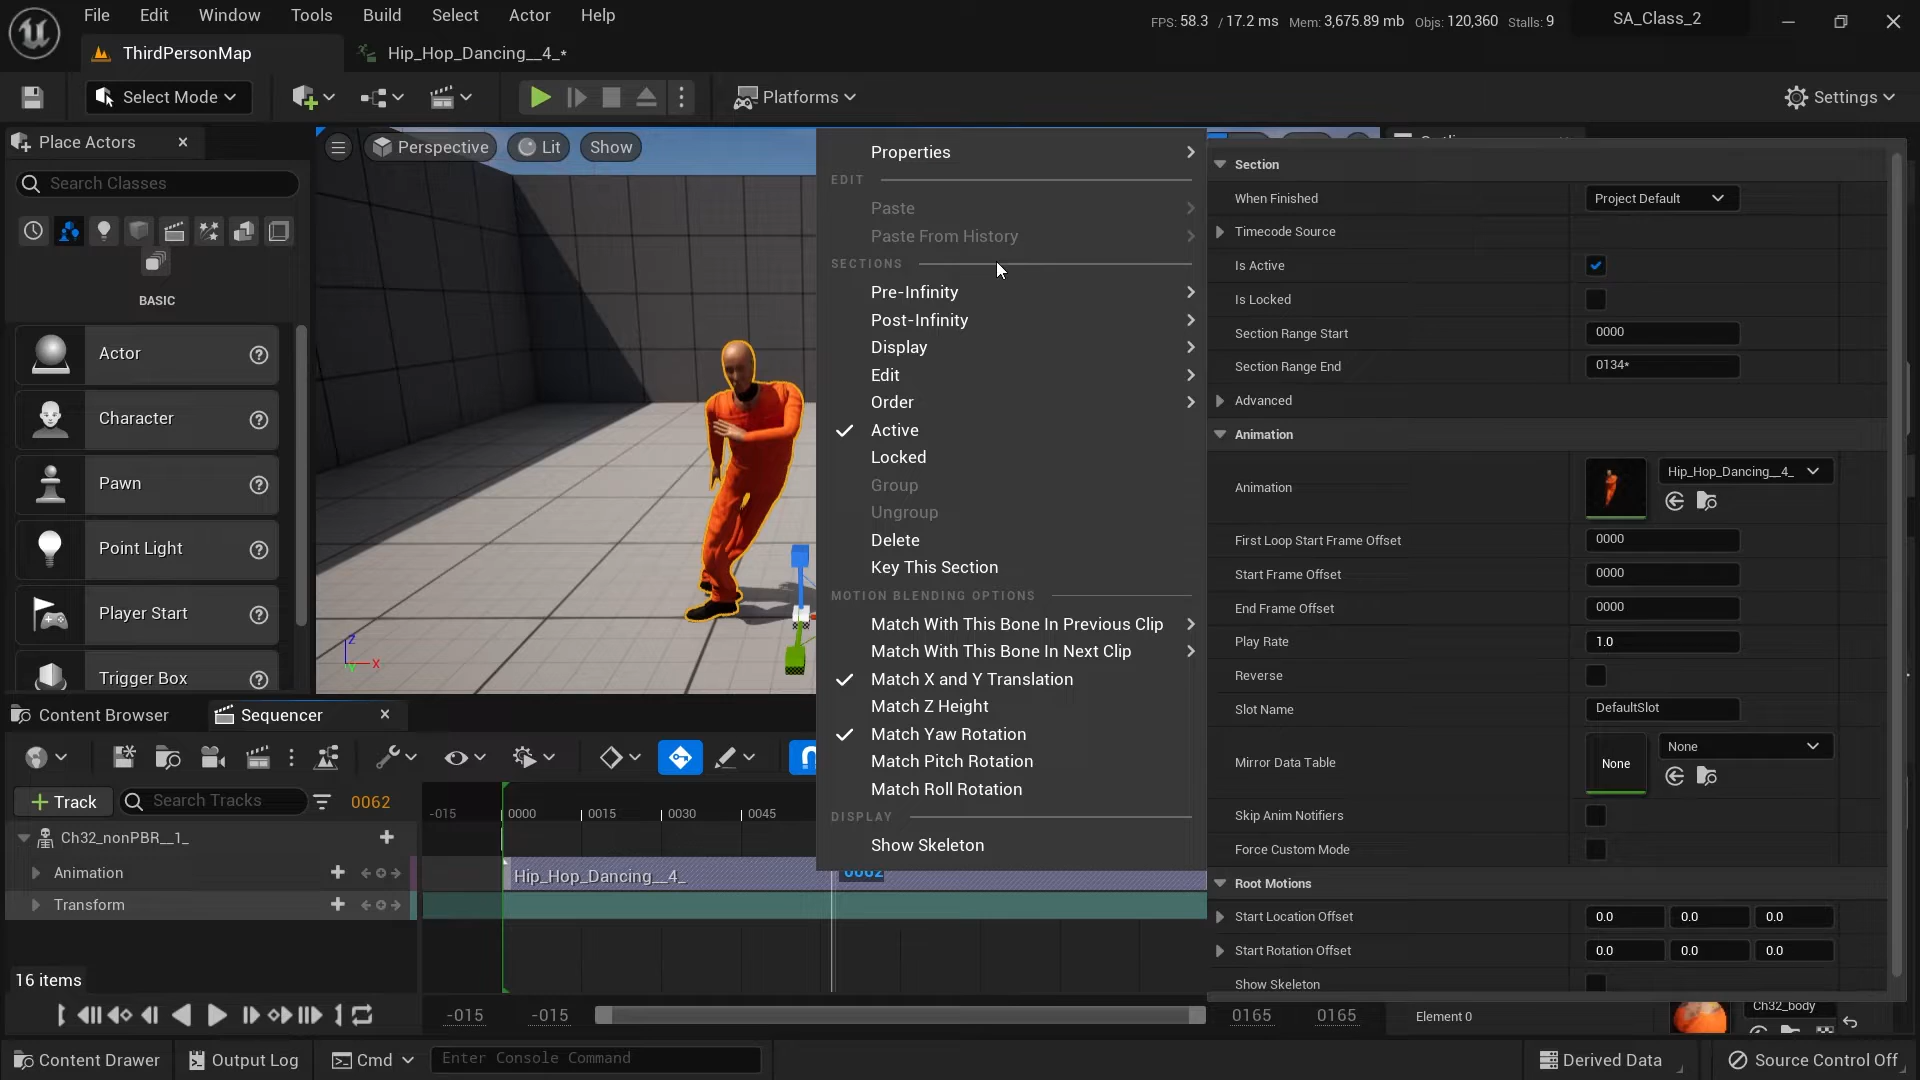 File Edit Window Tools Build Select Actor Help
FPS: 58.3 / 17.2 ms Mem: 3,675.89 mb Objs: 120,360 Stalls: 9
SA_Class_2
ThirdPersonMap
Hip_Hop_Dancing__4_*
Select Mode
Platforms
Settings
Place Actors
Search Classes
BASIC
Actor
Character
Pawn
Point Light
Player Start
Trigger Box
Perspective
Lit
Show
Z
X
Properties
EDIT
Paste
Paste From History
SECTIONS
Pre-Infinity
Post-Infinity
Display
Edit
Order
Active
Locked
Group
Ungroup
Delete
Key This Section
MOTION BLENDING OPTIONS
Match With This Bone In Previous Clip
Match With This Bone In Next Clip
Match X and Y Translation
Match Z Height
Match Yaw Rotation
Match Pitch Rotation
Match Roll Rotation
DISPLAY
Show Skeleton
Section
When Finished Project Default
Timecode Source
Is Active
Is Locked
Section Range Start 0000
Section Range End 0134*
Advanced
Animation
Animation Hip_Hop_Dancing__4_
First Loop Start Frame Offset 0000
Start Frame Offset 0000
End Frame Offset 0000
Play Rate 1.0
Reverse
Slot Name DefaultSlot
Mirror Data Table None None
Skip Anim Notifiers
Force Custom Mode
Root Motions
Start Location Offset 0.0 0.0 0.0
Start Rotation Offset 0.0 0.0 0.0
Show Skeleton
Element 0 Ch32_body
Content Browser
Sequencer
Track
Search Tracks
0062
-015 0000 0015 0030 0045
Ch32_nonPBR__1_
Animation
Hip_Hop_Dancing__4_
0062
Transform
16 items
-015 -015 0165 0165
Content Drawer
Output Log
Cmd
Enter Console Command
Derived Data
Source Control Off